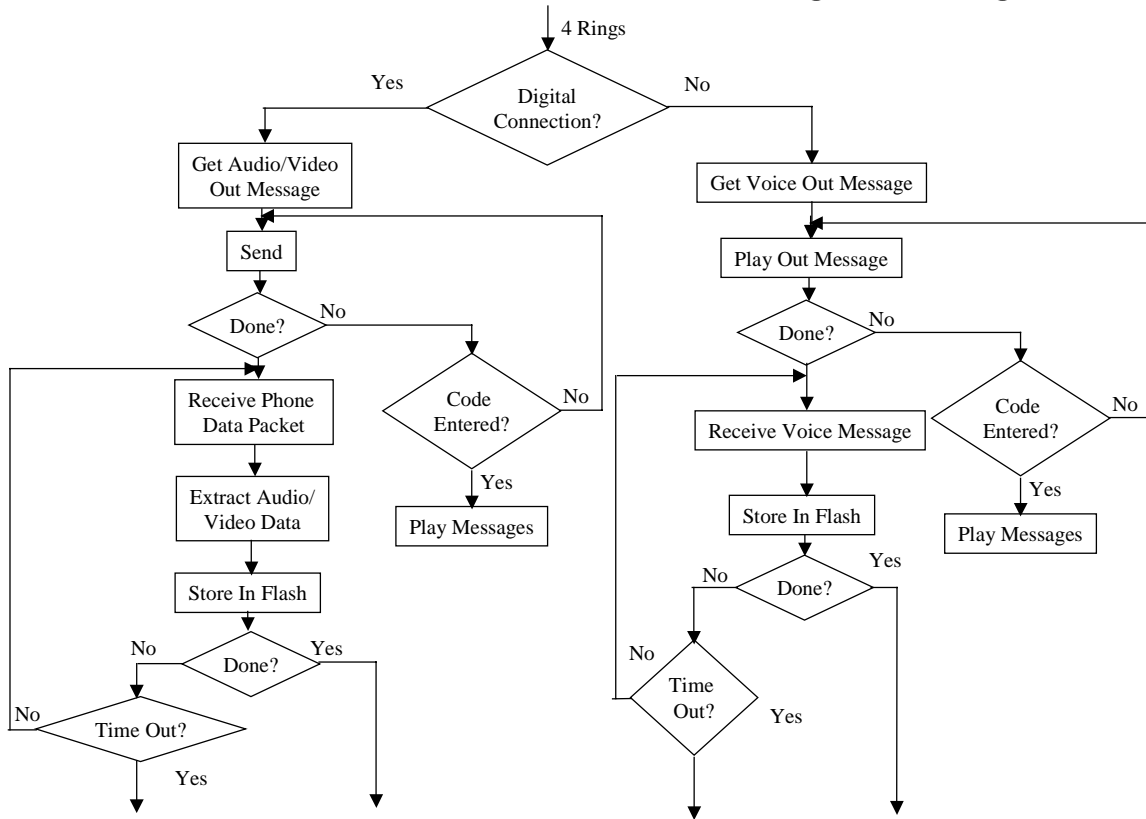 4 Rings
Yes
No
Digital
Connection?
Get Audio/Video
Out Message
Send
Done?
No
Receive Phone
Data Packet
Code
Entered?
No
Yes
Extract Audio/
Video Data
Play Messages
Store In Flash
Done?
No
Yes
Time Out?
No
Yes
Get Voice Out Message
Play Out Message
Done?
No
Receive Voice Message
Code
Entered?
No
Yes
Store In Flash
Play Messages
Done?
No
Yes
Time
Out?
No
Yes